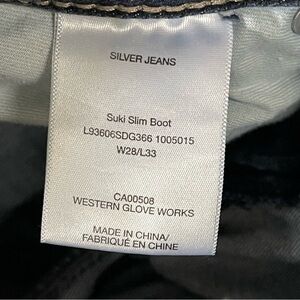 SILVER JEANS
Suki Slim Boot
L93606SDG366 1005015
W28/L33
CA00508
WESTERN GLOVE WORKS
MADE IN CHINA/
FABRIQUÉ EN CHINE